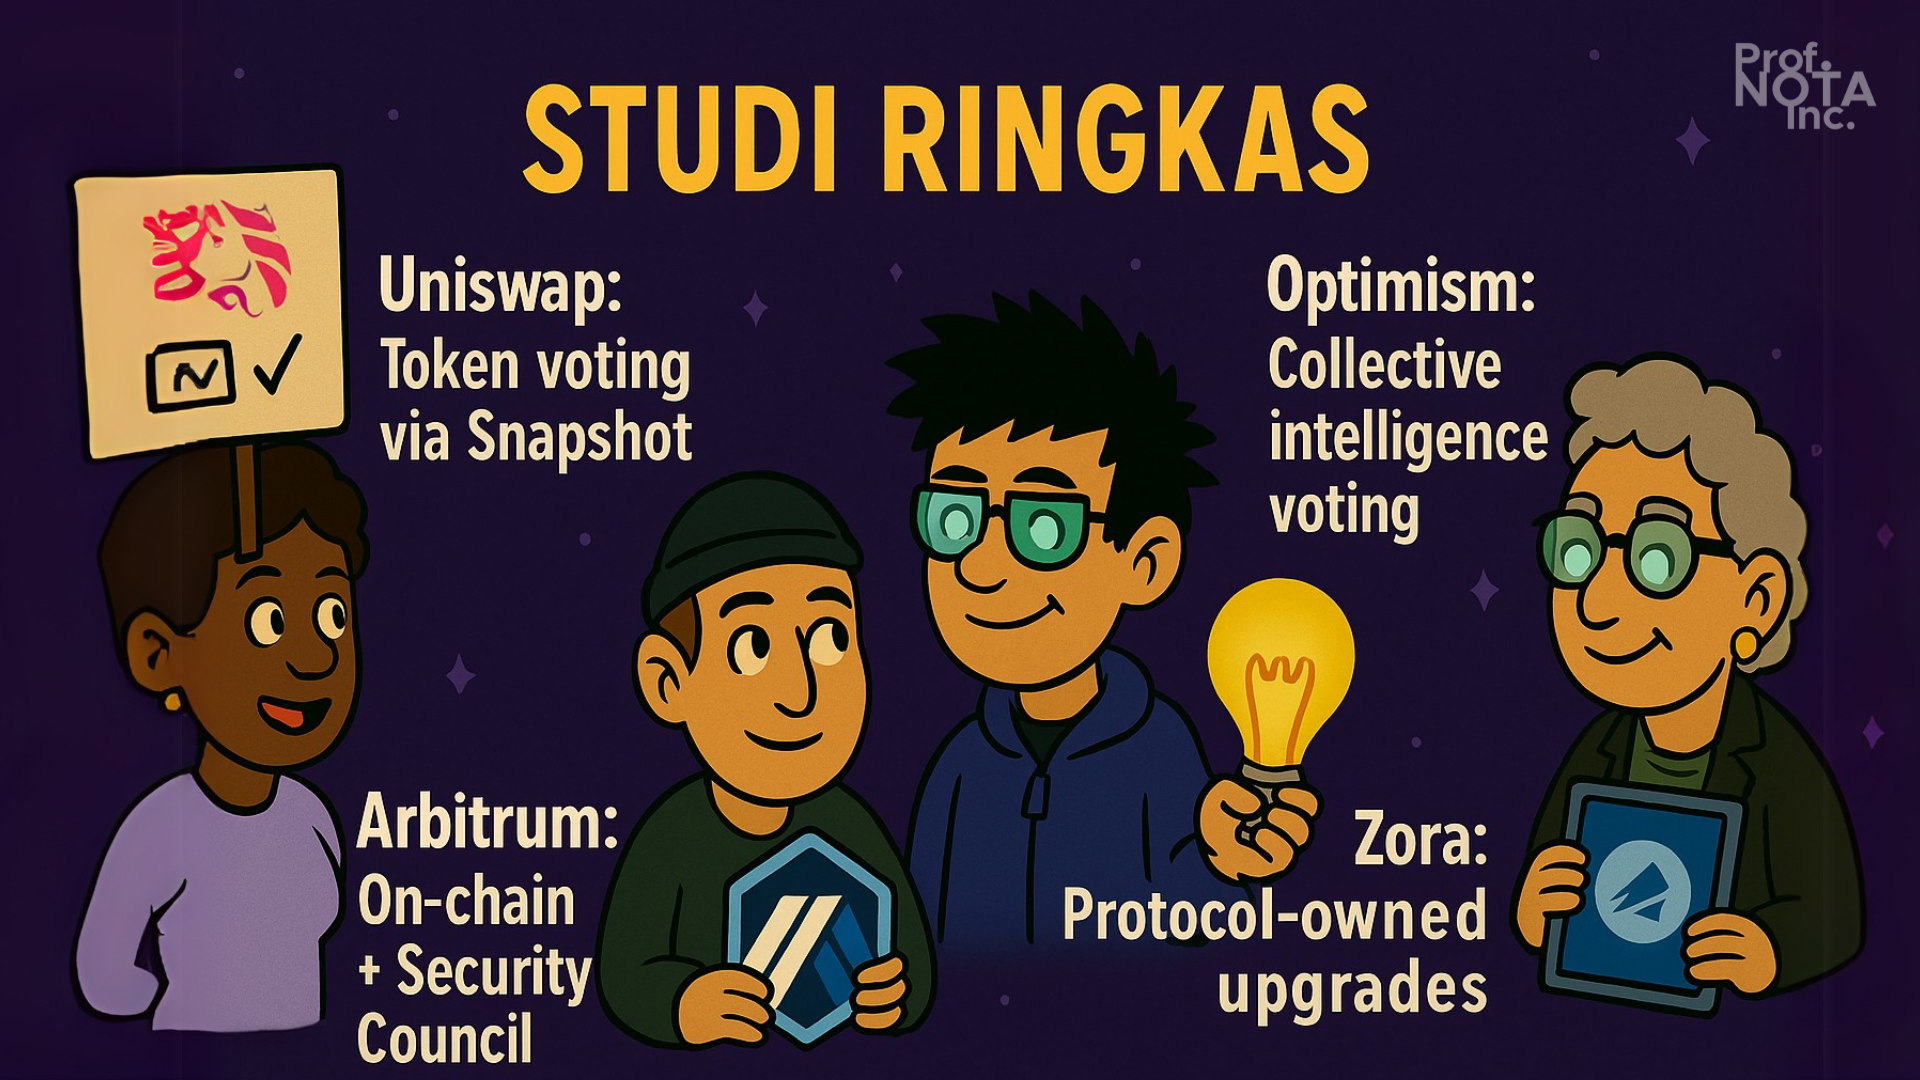 Prof.
NOTA
Inc.
STUDI RINGKAS
Uniswap:
Token voting
via Snapshot
Optimism:
Collective
intelligence
voting
Arbitrum:
On-chain
+ Security
Council
Zora:
Protocol-owned
upgrades